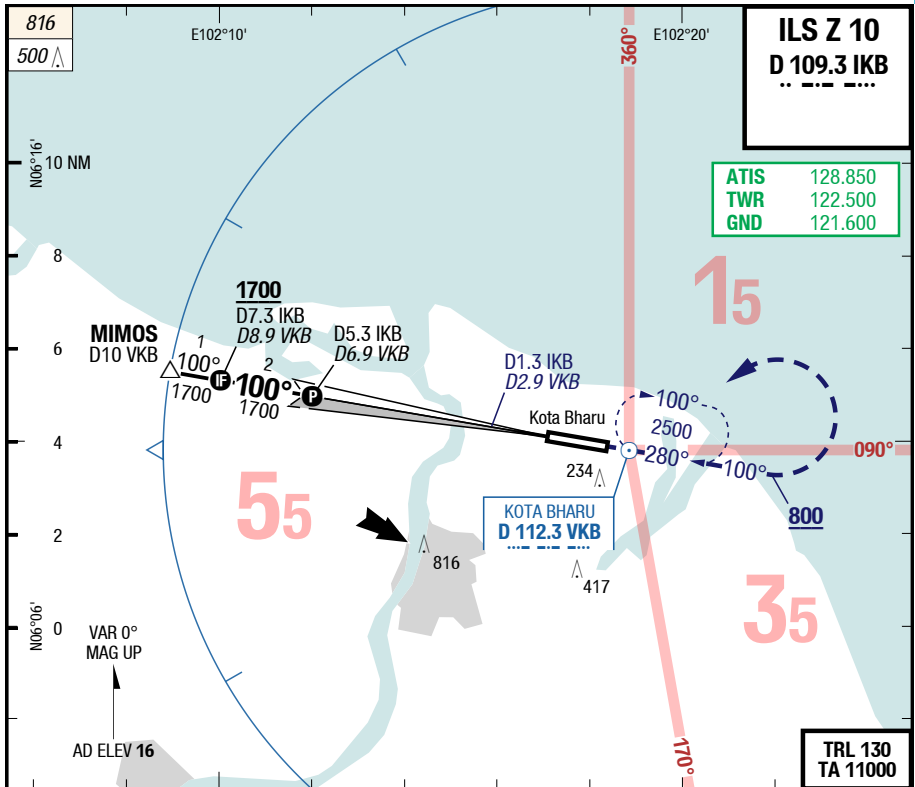 816
500
E102°10'
360°
E102°20'
ILS Z 10
D 109.3 IKB
N06°16'
10 NM
ATIS 128.850
TWR 122.500
GND 121.600
8
15
1700
D7.3 IKB
D8.9 VKB
MIMOS
D10 VKB
6
1
100°
1700
2
100°
1700
IF
P
D5.3 IKB
D6.9 VKB
D1.3 IKB
D2.9 VKB
Kota Bharu
100°
2500
280°
100°
4
090°
234
800
55
KOTA BHARU
D 112.3 VKB
2
816
417
35
N06°06'
0
VAR 0°
MAG UP
AD ELEV 16
170°
TRL 130
TA 11000